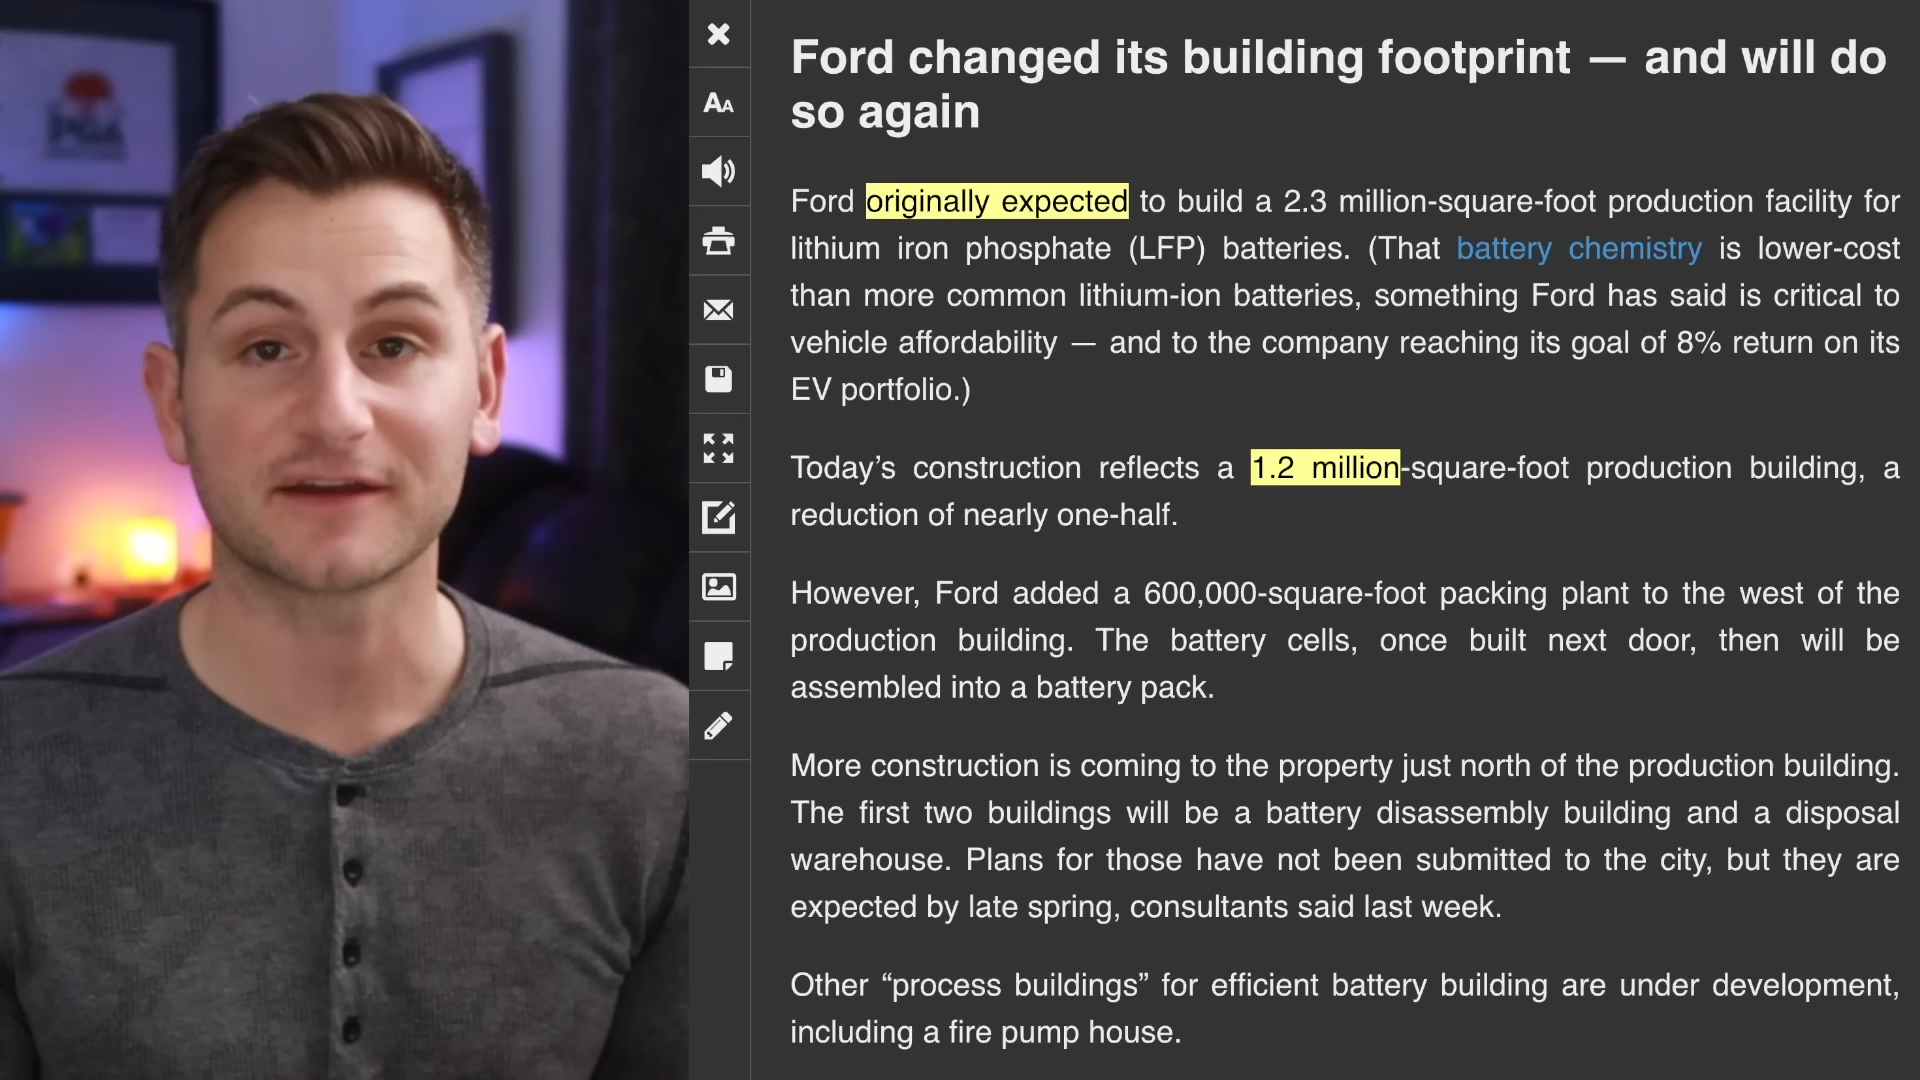 PGA
Ford changed its building footprint — and will do
so again
Ford originally expected to build a 2.3 million-square-foot production facility for
lithium iron phosphate (LFP) batteries. (That battery chemistry is lower-cost
than more common lithium-ion batteries, something Ford has said is critical to
vehicle affordability — and to the company reaching its goal of 8% return on its
EV portfolio.)
Today’s construction reflects a 1.2 million-square-foot production building, a
reduction of nearly one-half.
However, Ford added a 600,000-square-foot packing plant to the west of the
production building. The battery cells, once built next door, then will be
assembled into a battery pack.
More construction is coming to the property just north of the production building.
The first two buildings will be a battery disassembly building and a disposal
warehouse. Plans for those have not been submitted to the city, but they are
expected by late spring, consultants said last week.
Other “process buildings” for efficient battery building are under development,
including a fire pump house.